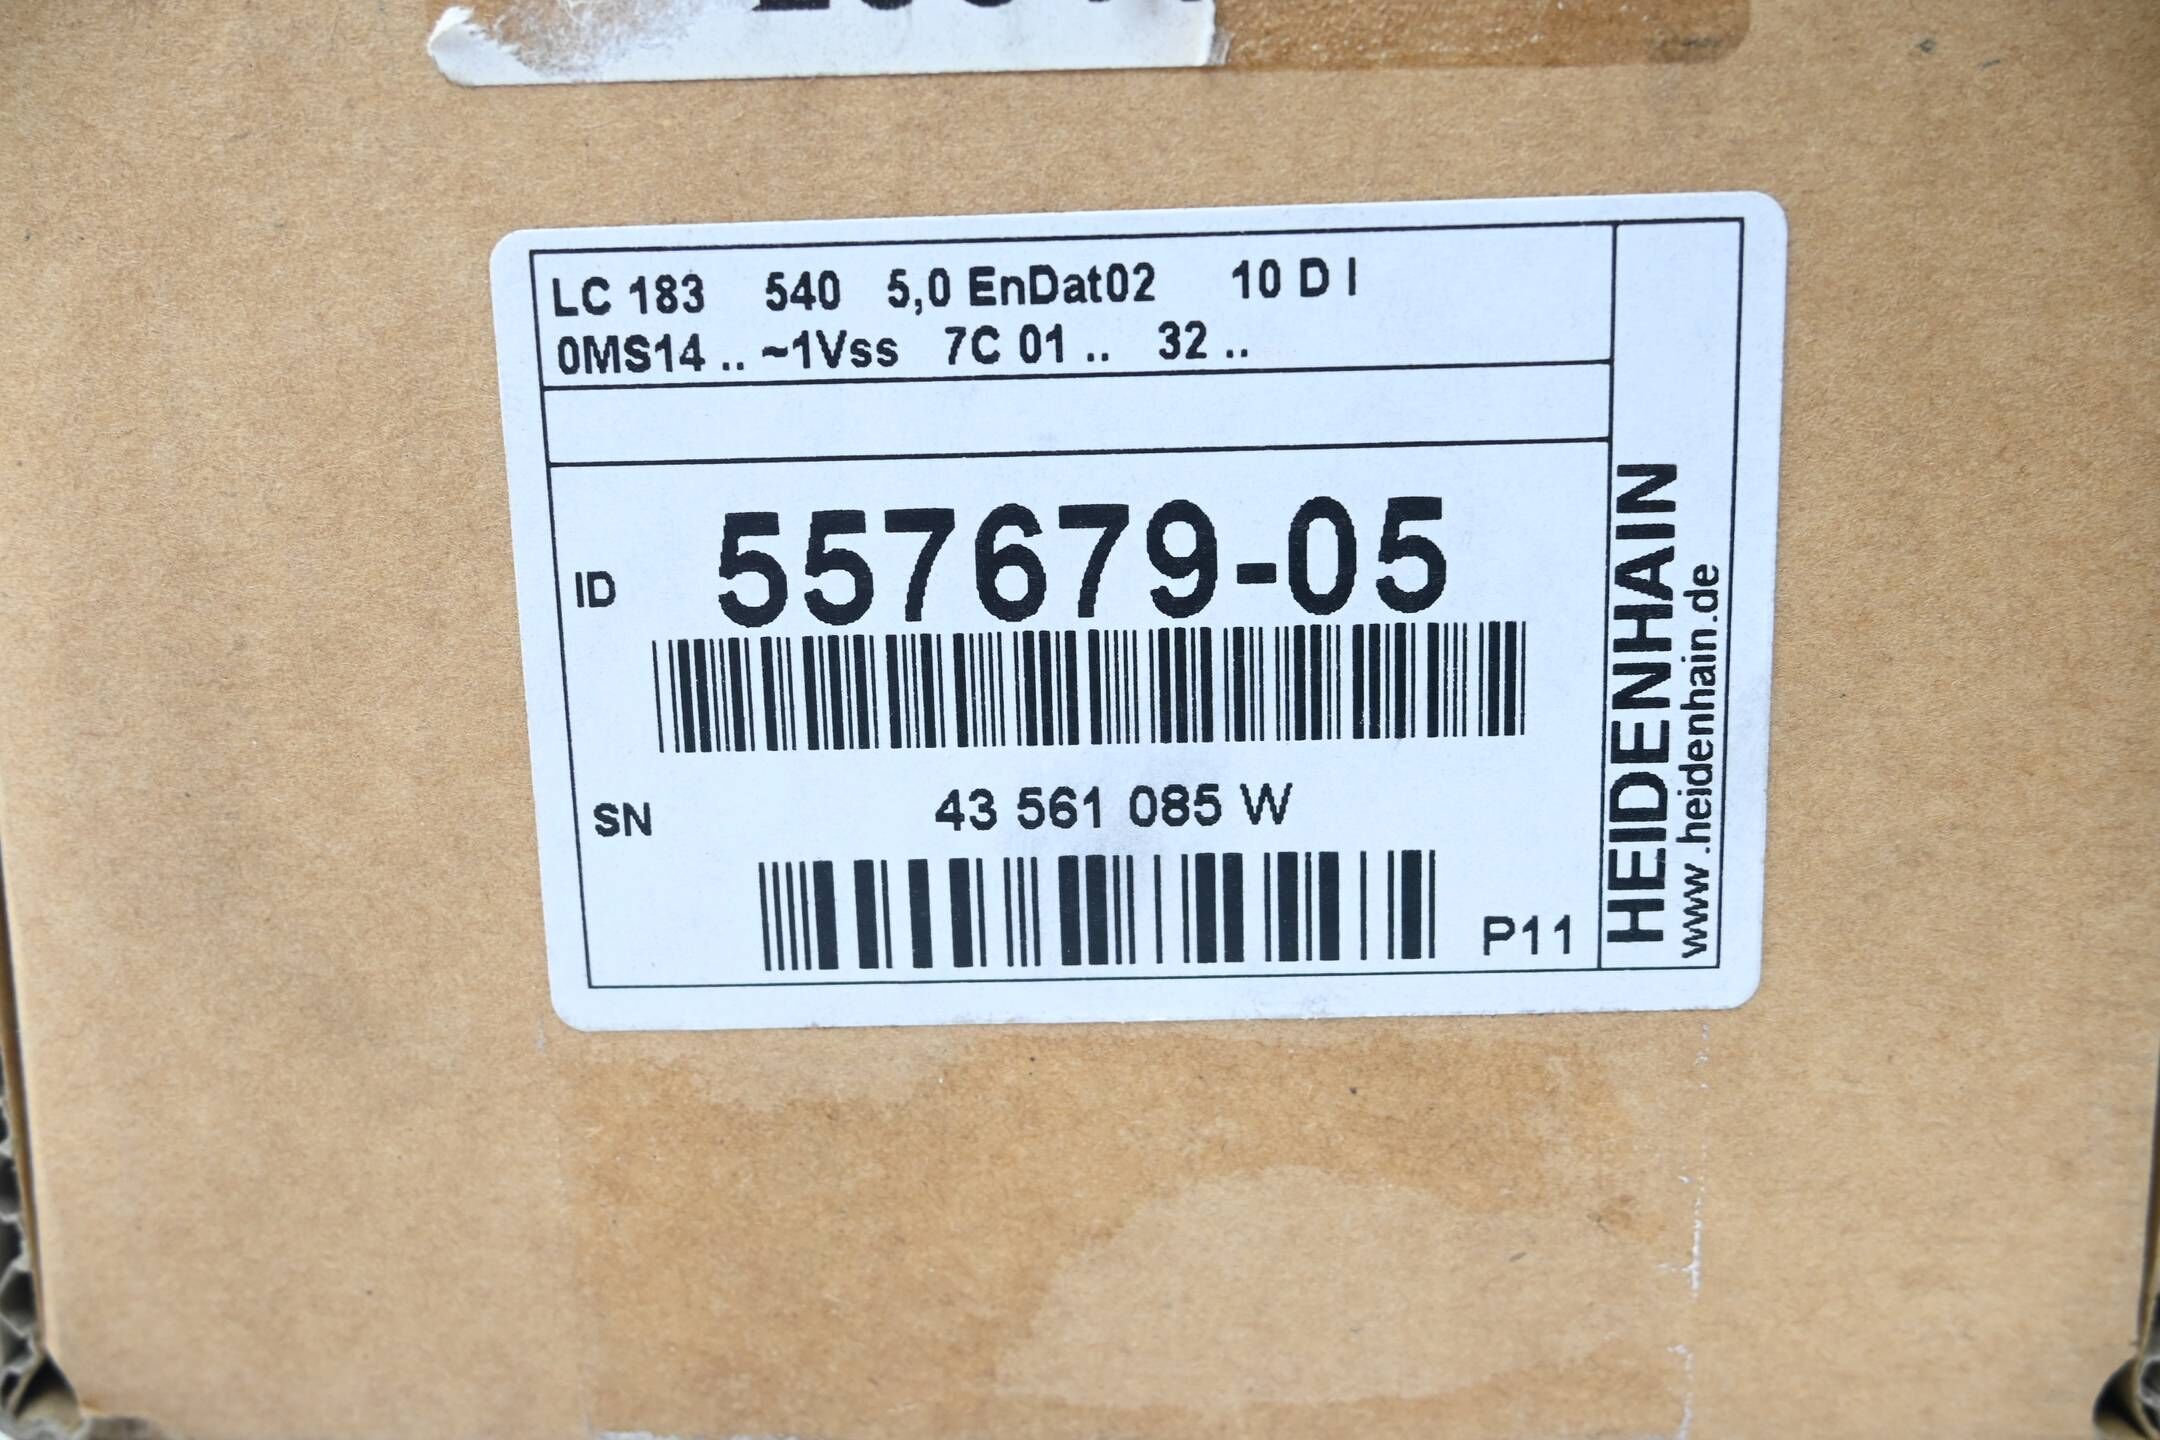 LC 183 540 5,0 EnDat02 10 D I
0MS14 .. ~1Vss 7C 01 .. 32 ..
ID 557679-05
SN 43 561 085 W
P11
HEIDENHAIN
www.heidenhain.de